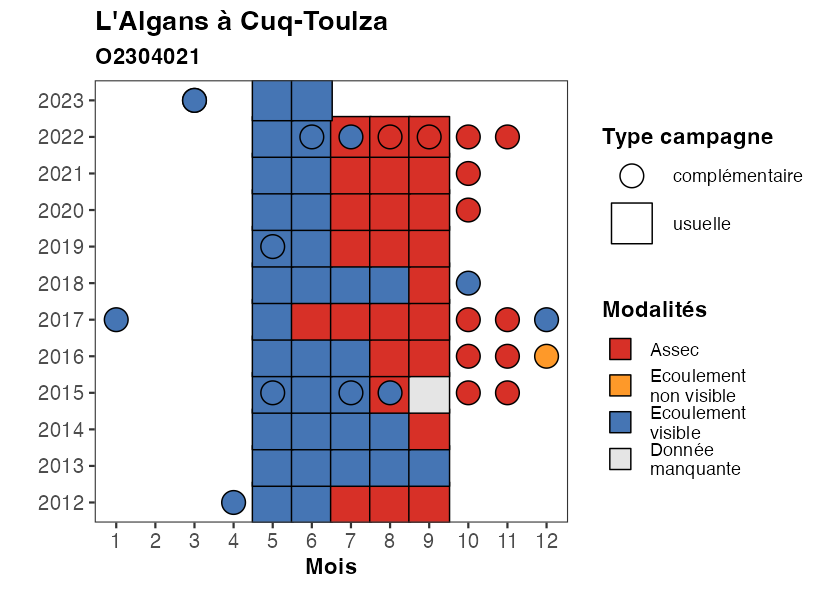 L'Algans à Cuq-Toulza
O2304021
2023
2022
2021
2020
2019
2018
2017
2016
2015
2014
2013
2012
1 2 3 4 5 6 7 8 9 10 11 12
Mois
Type campagne
complémentaire
usuelle
Modalités
Assec
Ecoulement
non visible
Ecoulement
visible
Donnée
manquante